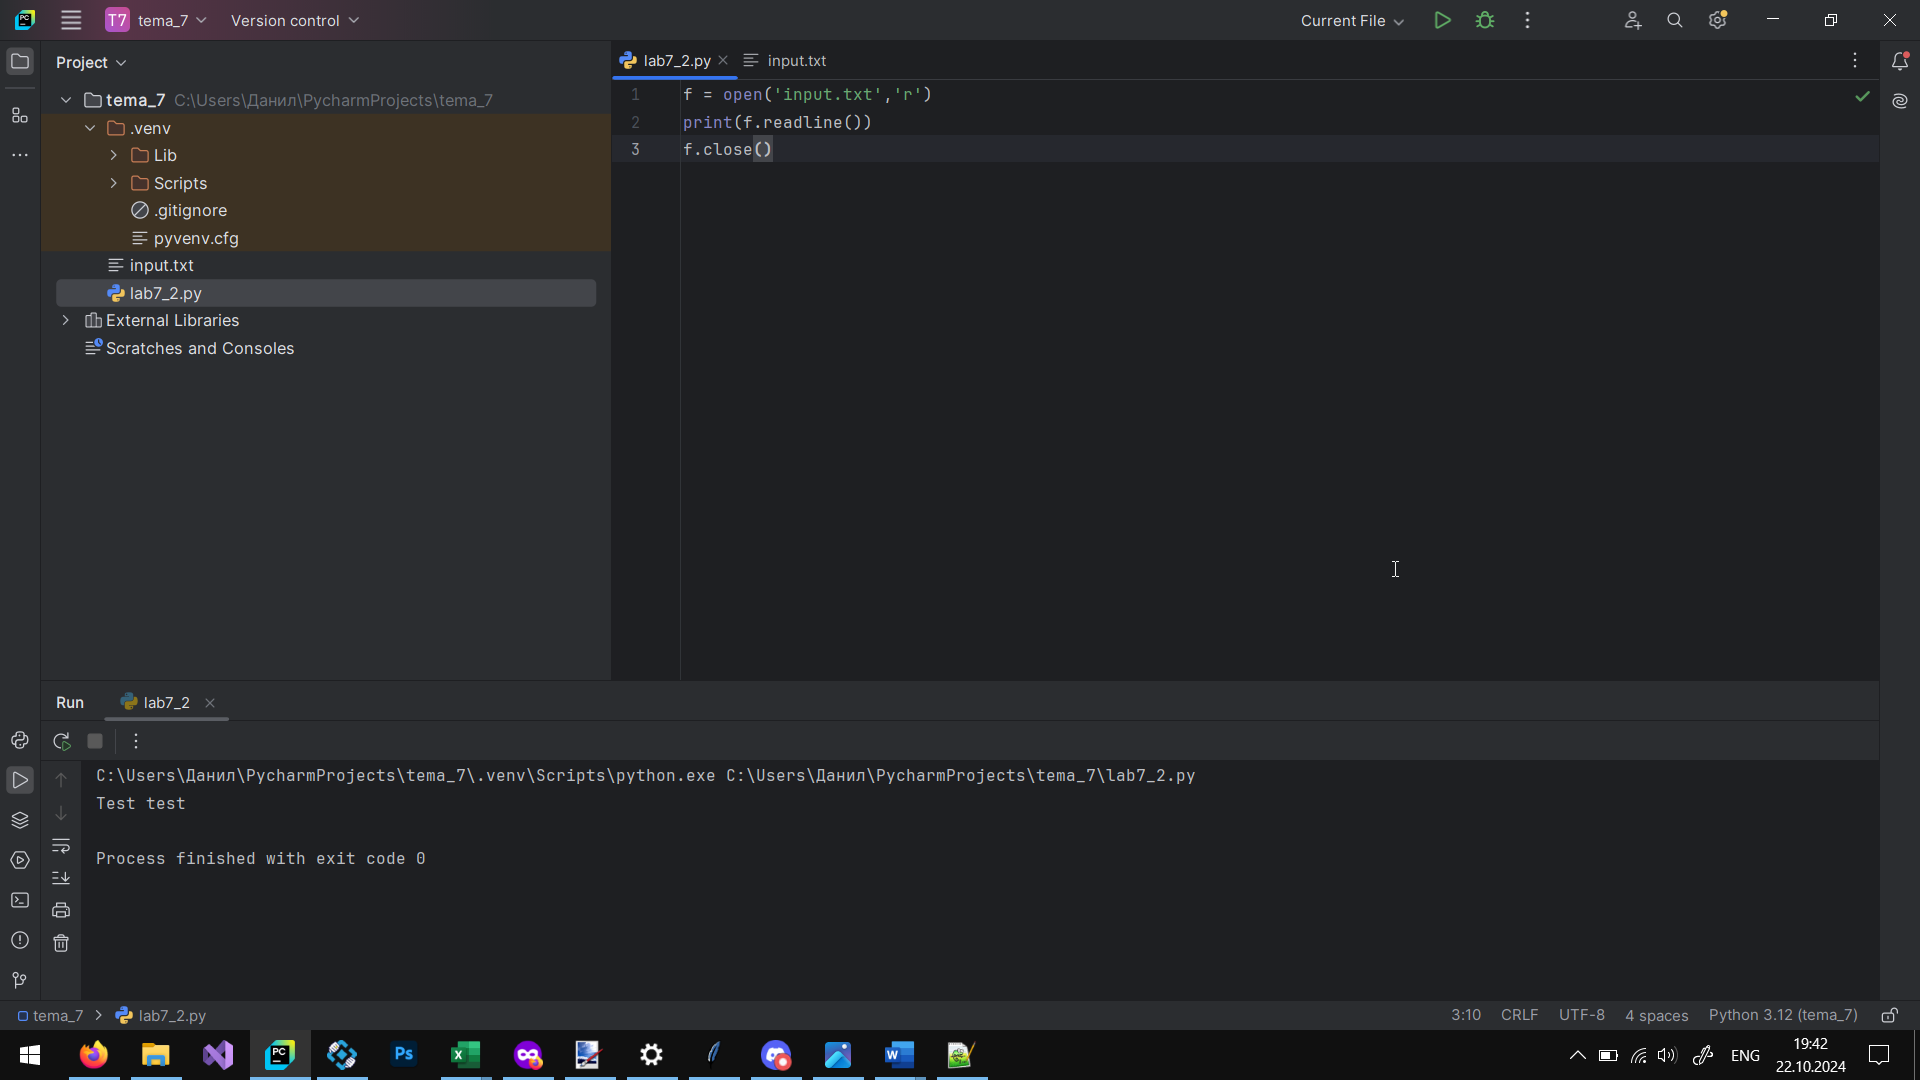 T7 tema_7 Version control Current File
Project
lab7_2.py input.txt
tema_7 C:\Users\Данил\PycharmProjects\tema_7
.venv
Lib
Scripts
.gitignore
pyvenv.cfg
input.txt
lab7_2.py
External Libraries
Scratches and Consoles
1 f = open('input.txt','r')
2 print(f.readline())
3 f.close()
Run lab7_2
C:\Users\Данил\PycharmProjects\tema_7\.venv\Scripts\python.exe C:\Users\Данил\PycharmProjects\tema_7\lab7_2.py
Test test
Process finished with exit code 0
tema_7 lab7_2.py 3:10 CRLF UTF-8 4 spaces Python 3.12 (tema_7)
PC Ps ENG 19:42
22.10.2024